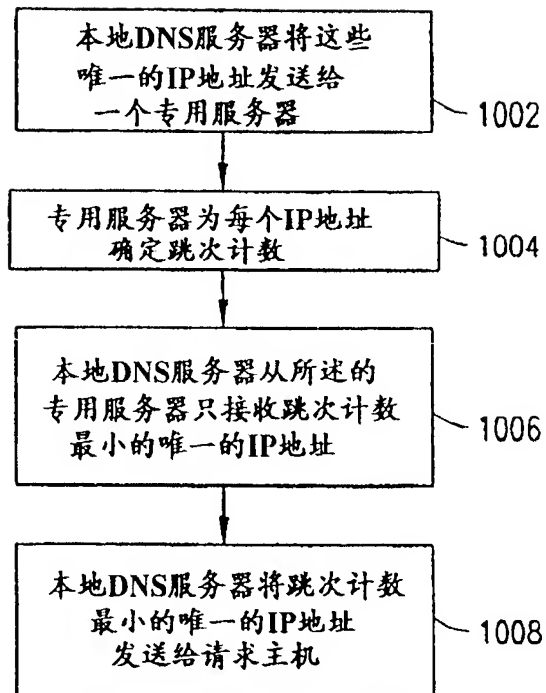 本地DNS服务器将这些
唯一的IP地址发送给
一个专用服务器
1002
专用服务器为每个IP地址
确定跳次计数
1004
本地DNS服务器从所述的
专用服务器只接收跳次计数
最小的唯一的IP地址
1006
本地DNS服务器将跳次计数
最小的唯一的IP地址
发送给请求主机
1008